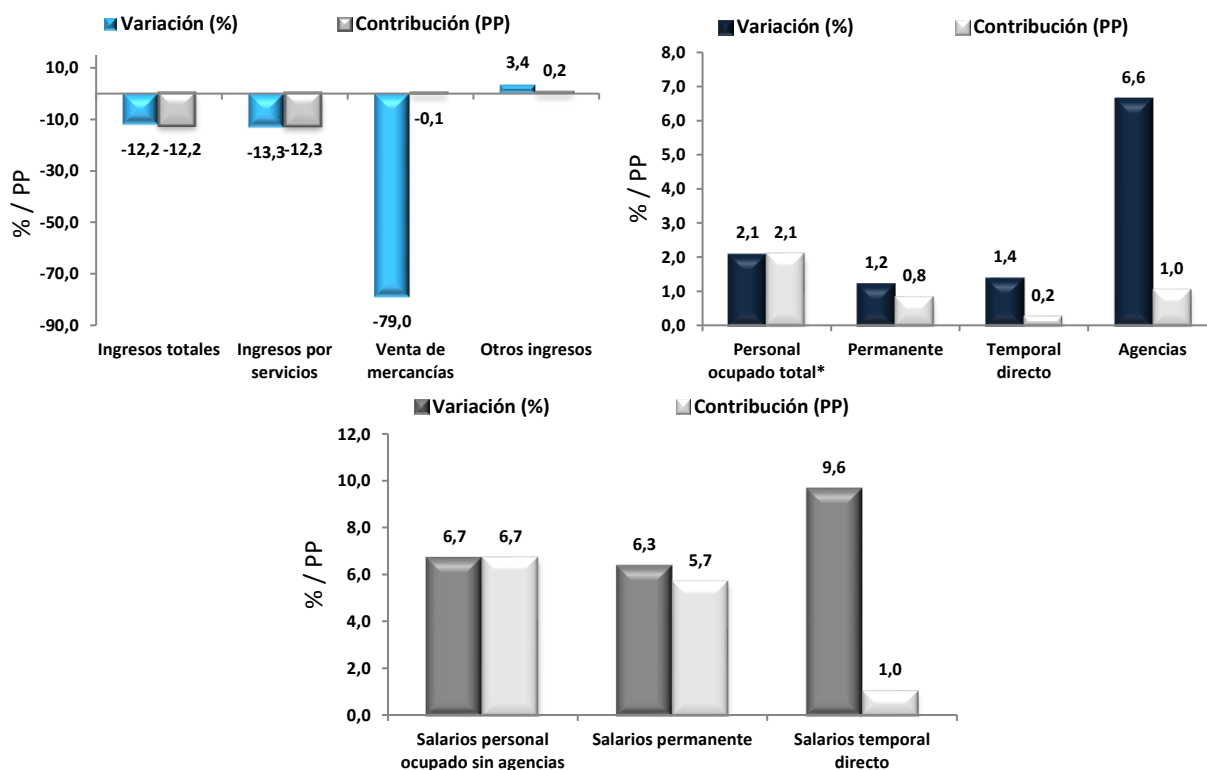 Variación (%) Contribución (PP)
% / PP
10,0
-10,0
-30,0
-50,0
-70,0
-90,0
-12,2 -12,2
-13,3 -12,3
-79,0
-0,1
3,4
0,2
Ingresos totales
Ingresos por servicios
Venta de mercancías
Otros ingresos
Variación (%) Contribución (PP)
% / PP
8,0
7,0
6,0
5,0
4,0
3,0
2,0
1,0
0,0
2,1 2,1
1,2
0,8
1,4
0,2
6,6
1,0
Personal ocupado total*
Permanente
Temporal directo
Agencias
Variación (%) Contribución (PP)
% / PP
12,0
10,0
8,0
6,0
4,0
2,0
0,0
6,7 6,7
6,3
5,7
9,6
1,0
Salarios personal ocupado sin agencias
Salarios permanente
Salarios temporal directo